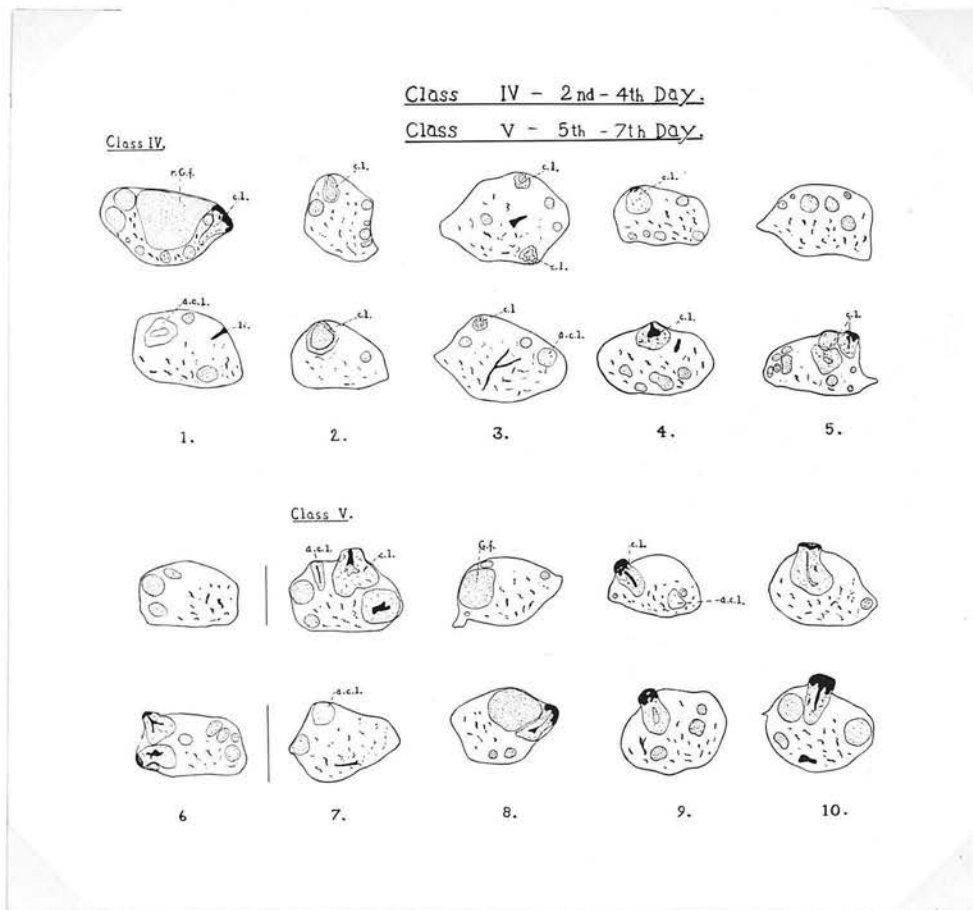 Class IV - 2nd - 4th Day.
Class V - 5th - 7th Day.
Class IV.
r.G.f. c.l. c.l. c.l. c.l. c.l.
a.c.l. c.l. c.l. a.c.l. c.l. c.l.
1. 2. 3. 4. 5.
Class V.
a.c.l. c.l. G.f. c.l. a.c.l.
a.c.l.
6 7. 8. 9. 10.